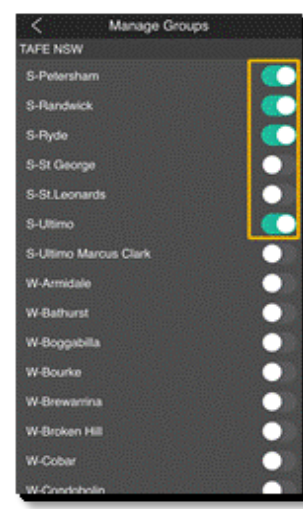 Manage Groups
TAFE NSW
S-Petersham
S-Randwick
S-Ryde
S-St George
S-St.Leonards
S-Ultimo
S-Ultimo Marcus Clark
W-Armidale
W-Bathurst
W-Boggabilla
W-Bourke
W-Brewarrina
W-Broken Hill
W-Cobar
W-Condobolin